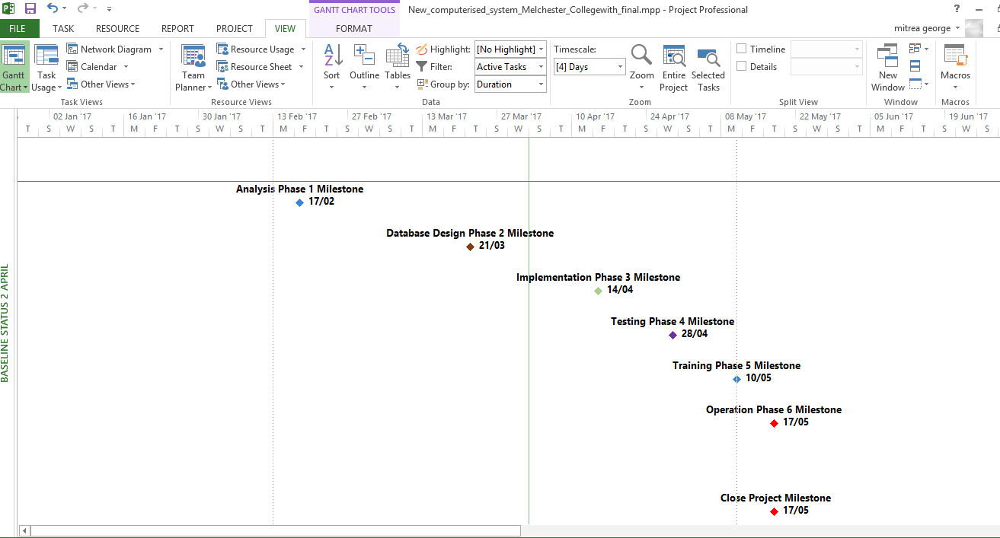 GANTT CHART TOOLS
New_computerised_system_Melchester_Collegewith_final.mpp - Project Professional
?
FILE TASK RESOURCE REPORT PROJECT VIEW FORMAT
mitrea george
Gantt Chart
Task Usage
Network Diagram
Calendar
Other Views
Task Views
Team Planner
Resource Usage
Resource Sheet
Other Views
Resource Views
Sort
Outline
Tables
Highlight: [No Highlight]
Filter: Active Tasks
Group by: Duration
Data
Timescale:
[4] Days
Zoom
Entire Project
Selected Tasks
Zoom
Timeline
Details
Split View
New Window
Window
Macros
Macros
02 Jan '17 16 Jan '17 30 Jan '17 13 Feb '17 27 Feb '17 13 Mar '17 27 Mar '17 10 Apr '17 24 Apr '17 08 May '17 22 May '17 05 Jun '17 19 Jun '17
T S W S T M F T S W S T M F T S W S T M F T S W S T M F T S W S T M F T S W S T M F T S W S
BASELINE STATUS 2 APRIL
Analysis Phase 1 Milestone
17/02
Database Design Phase 2 Milestone
21/03
Implementation Phase 3 Milestone
14/04
Testing Phase 4 Milestone
28/04
Training Phase 5 Milestone
10/05
Operation Phase 6 Milestone
17/05
Close Project Milestone
17/05